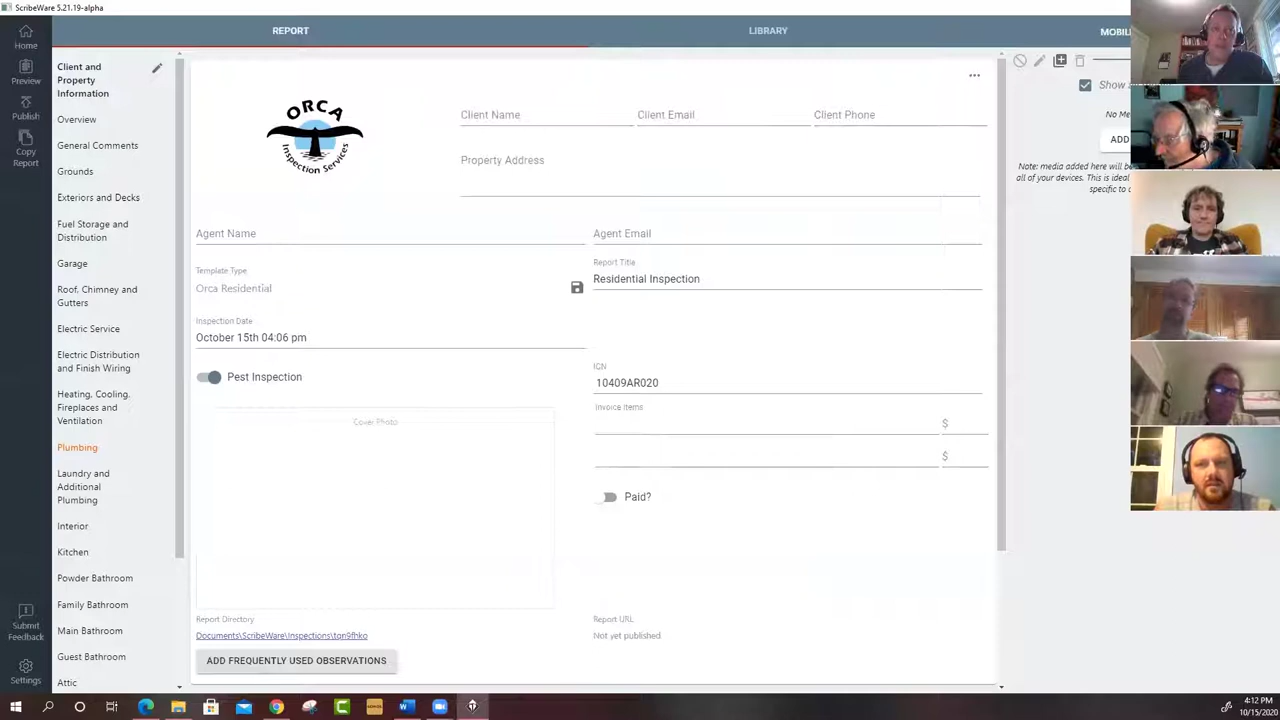 ScribeWare 5.21.19-alpha
REPORT
LIBRARY
Home
Preview
Publish
Copy
Report
Submit
Feedback
Settings
Client and
Property
Information
Overview
General Comments
Grounds
Exteriors and Decks
Fuel Storage and
Distribution
Garage
Roof, Chimney and
Gutters
Electric Service
Electric Distribution
and Finish Wiring
Heating, Cooling,
Fireplaces and
Ventilation
Plumbing
Laundry and
Additional
Plumbing
Interior
Kitchen
Powder Bathroom
Family Bathroom
Main Bathroom
Guest Bathroom
Attic
ORCA
Inspection Services
Client Name
Client Email
Client Phone
Property Address
Agent Name
Agent Email
Template Type
Orca Residential
Report Title
Residential Inspection
Inspection Date
October 15th 04:06 pm
Pest Inspection
IGN
10409AR020
Invoice Items
$
$
Cover Photo
Paid?
Report Directory
Documents\ScribeWare\Inspections\tqn9fhko
Report URL
Not yet published
ADD FREQUENTLY USED OBSERVATIONS
No Me
ADD
Note: media added here will be
all of your devices. This is ideal
specific to
4:12 PM
10/15/2020